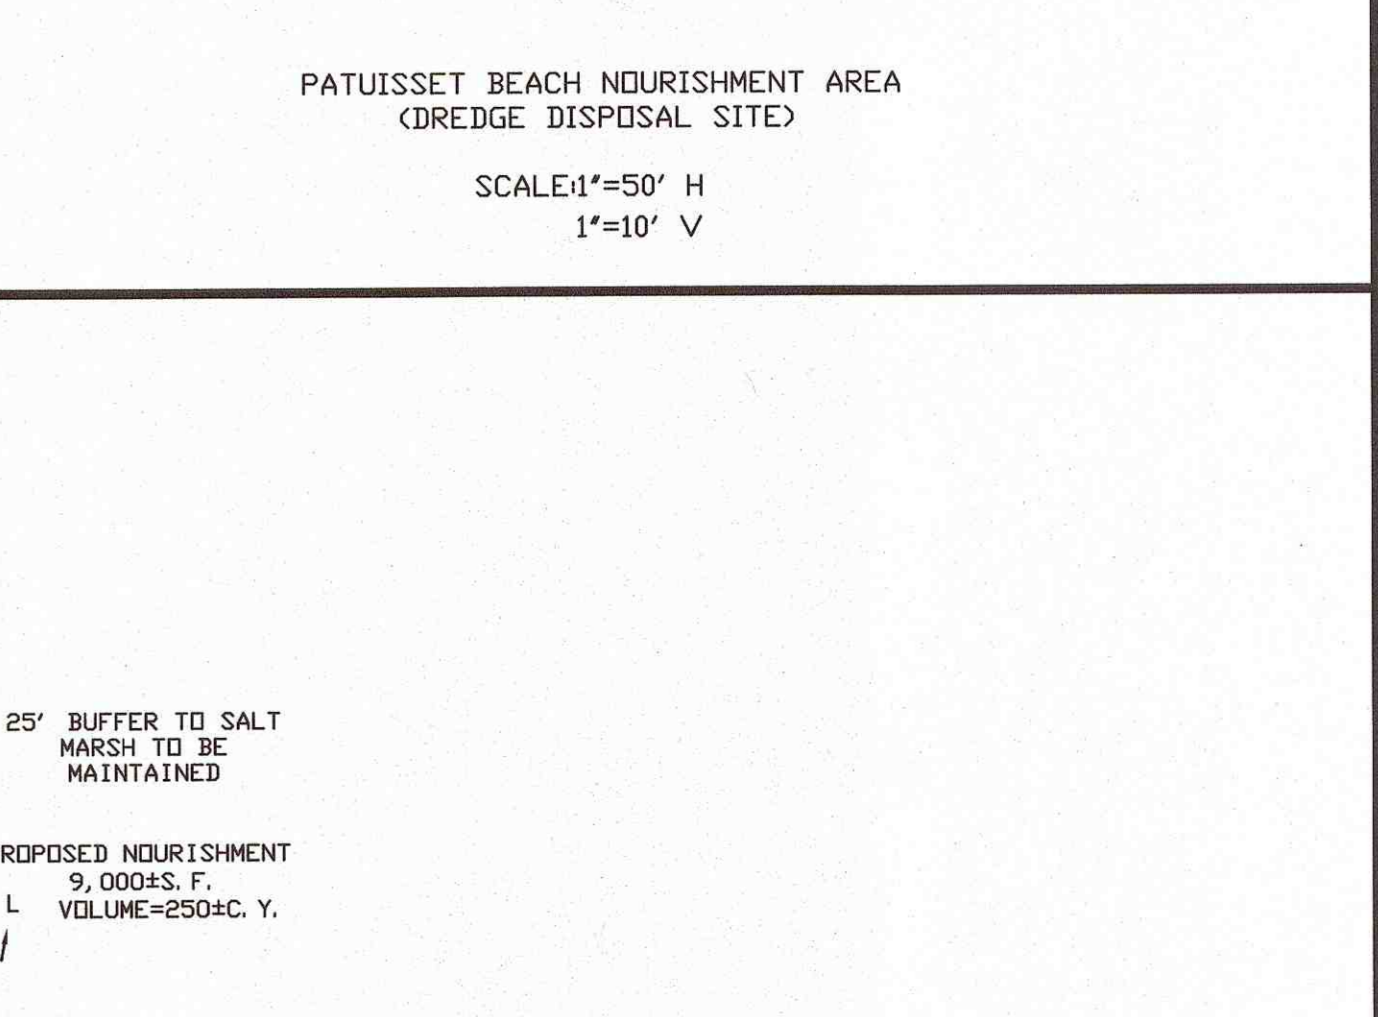 PATUISSET BEACH NOURISHMENT AREA
(DREDGE DISPOSAL SITE)
SCALE:1"=50' H
1"=10' V
25' BUFFER TO SALT
MARSH TO BE
MAINTAINED
ROPOSED NOURISHMENT
9,000±S. F.
L VOLUME=250±C. Y.